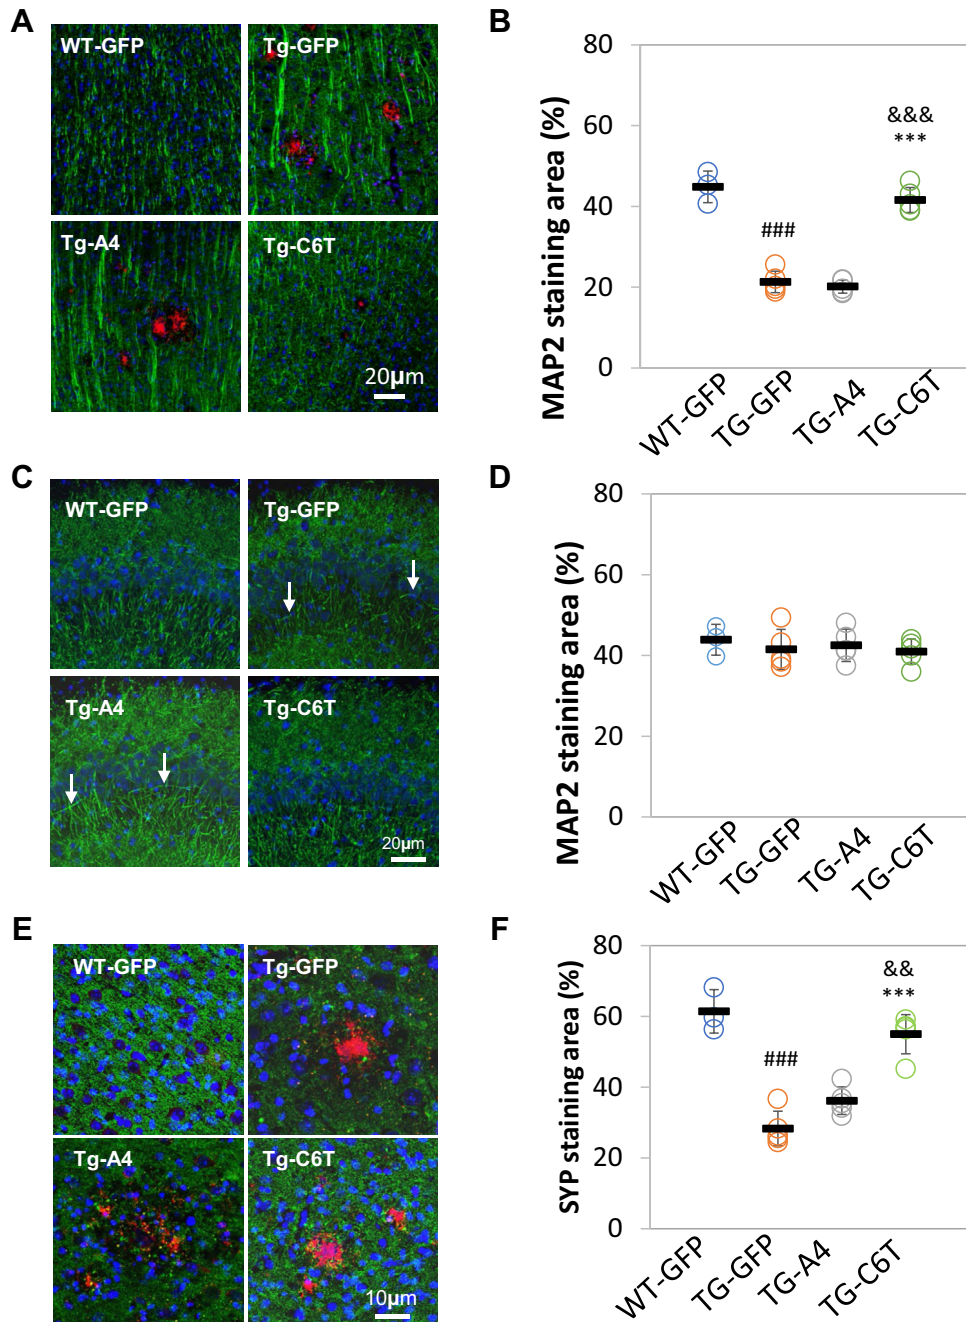 A
WT-GFP
Tg-GFP
Tg-A4
Tg-C6T
20µm
B
MAP2 staining area (%)
80
60
40
20
0
###
&&&
***
WT-GFP
TG-GFP
TG-A4
TG-C6T
C
WT-GFP
Tg-GFP
Tg-A4
Tg-C6T
20µm
D
MAP2 staining area (%)
80
60
40
20
0
WT-GFP
TG-GFP
TG-A4
TG-C6T
E
WT-GFP
Tg-GFP
Tg-A4
Tg-C6T
10µm
F
SYP staining area (%)
80
60
40
20
0
###
&&
***
WT-GFP
TG-GFP
TG-A4
TG-C6T